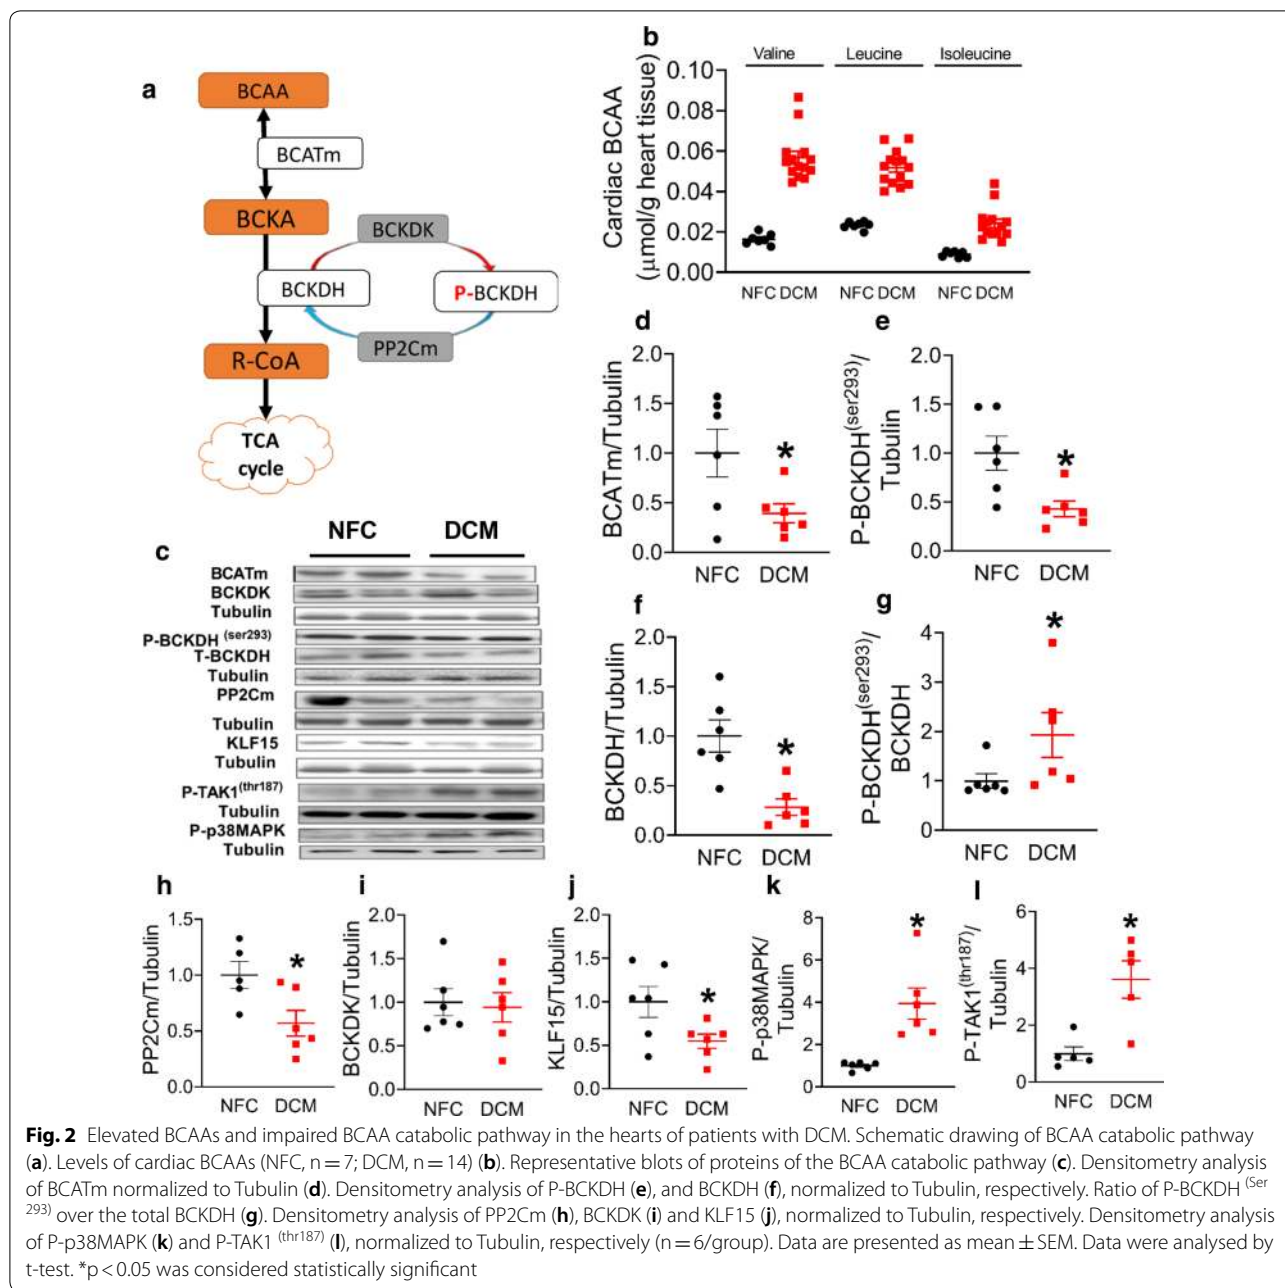 a
BCAA
BCATm
BCKA
BCKDK
BCKDH
P-BCKDH
PP2Cm
R-CoA
TCA
cycle
b
Valine Leucine Isoleucine
Cardiac BCAA
(μmol/g heart tissue)
0.10
0.08
0.06
0.04
0.02
0.00
NFC DCM NFC DCM NFC DCM
c
NFC DCM
BCATm
BCKDK
Tubulin
P-BCKDH (ser293)
T-BCKDH
Tubulin
PP2Cm
Tubulin
KLF15
Tubulin
P-TAK1(thr187)
Tubulin
P-p38MAPK
Tubulin
d
BCATm/Tubulin
2.0
1.5
1.0
0.5
0.0
*
NFC DCM
e
P-BCKDH(ser293)/
Tubulin
2.0
1.5
1.0
0.5
0.0
*
NFC DCM
f
BCKDH/Tubulin
2.0
1.5
1.0
0.5
0.0
*
NFC DCM
g
P-BCKDH(ser293)/
BCKDH
4
3
2
1
0
*
NFC DCM
h
PP2Cm/Tubulin
1.5
1.0
0.5
0.0
*
NFC DCM
i
BCKDK/Tubulin
2.0
1.5
1.0
0.5
0.0
NFC DCM
j
KLF15/Tubulin
2.0
1.5
1.0
0.5
0.0
*
NFC DCM
k
P-p38MAPK/
Tubulin
8
6
4
2
0
*
NFC DCM
l
P-TAK1(thr187)/
Tubulin
6
4
2
0
*
NFC DCM
Fig. 2 Elevated BCAAs and impaired BCAA catabolic pathway in the hearts of patients with DCM. Schematic drawing of BCAA catabolic pathway
(a). Levels of cardiac BCAAs (NFC, n = 7; DCM, n = 14) (b). Representative blots of proteins of the BCAA catabolic pathway (c). Densitometry analysis
of BCATm normalized to Tubulin (d). Densitometry analysis of P-BCKDH (e), and BCKDH (f), normalized to Tubulin, respectively. Ratio of P-BCKDH (Ser
293) over the total BCKDH (g). Densitometry analysis of PP2Cm (h), BCKDK (i) and KLF15 (j), normalized to Tubulin, respectively. Densitometry analysis
of P-p38MAPK (k) and P-TAK1 (thr187) (l), normalized to Tubulin, respectively (n = 6/group). Data are presented as mean ± SEM. Data were analysed by
t-test. *p < 0.05 was considered statistically significant